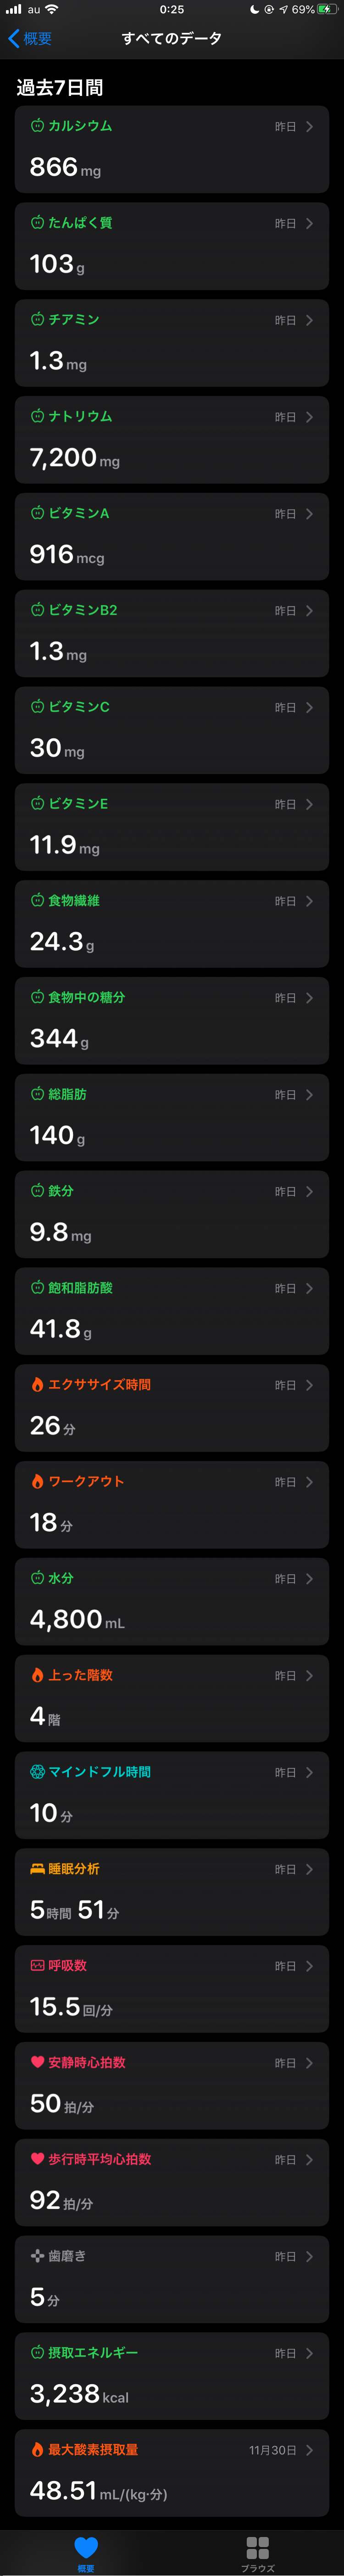 au 0:25 69%
概要 すべてのデータ
過去7日間
カルシウム 昨日
866 mg
たんぱく質 昨日
103 g
チアミン 昨日
1.3 mg
ナトリウム 昨日
7,200 mg
ビタミンA 昨日
916 mcg
ビタミンB2 昨日
1.3 mg
ビタミンC 昨日
30 mg
ビタミンE 昨日
11.9 mg
食物繊維 昨日
24.3 g
食物中の糖分 昨日
344 g
総脂肪 昨日
140 g
鉄分 昨日
9.8 mg
飽和脂肪酸 昨日
41.8 g
エクササイズ時間 昨日
26 分
ワークアウト 昨日
18 分
水分 昨日
4,800 mL
上った階数 昨日
4 階
マインドフル時間 昨日
10 分
睡眠分析 昨日
5 時間 51 分
呼吸数 昨日
15.5 回/分
安静時心拍数 昨日
50 拍/分
歩行時平均心拍数 昨日
92 拍/分
歯磨き 昨日
5 分
摂取エネルギー 昨日
3,238 kcal
最大酸素摂取量 11月30日
48.51 mL/(kg·分)
概要 ブラウズ